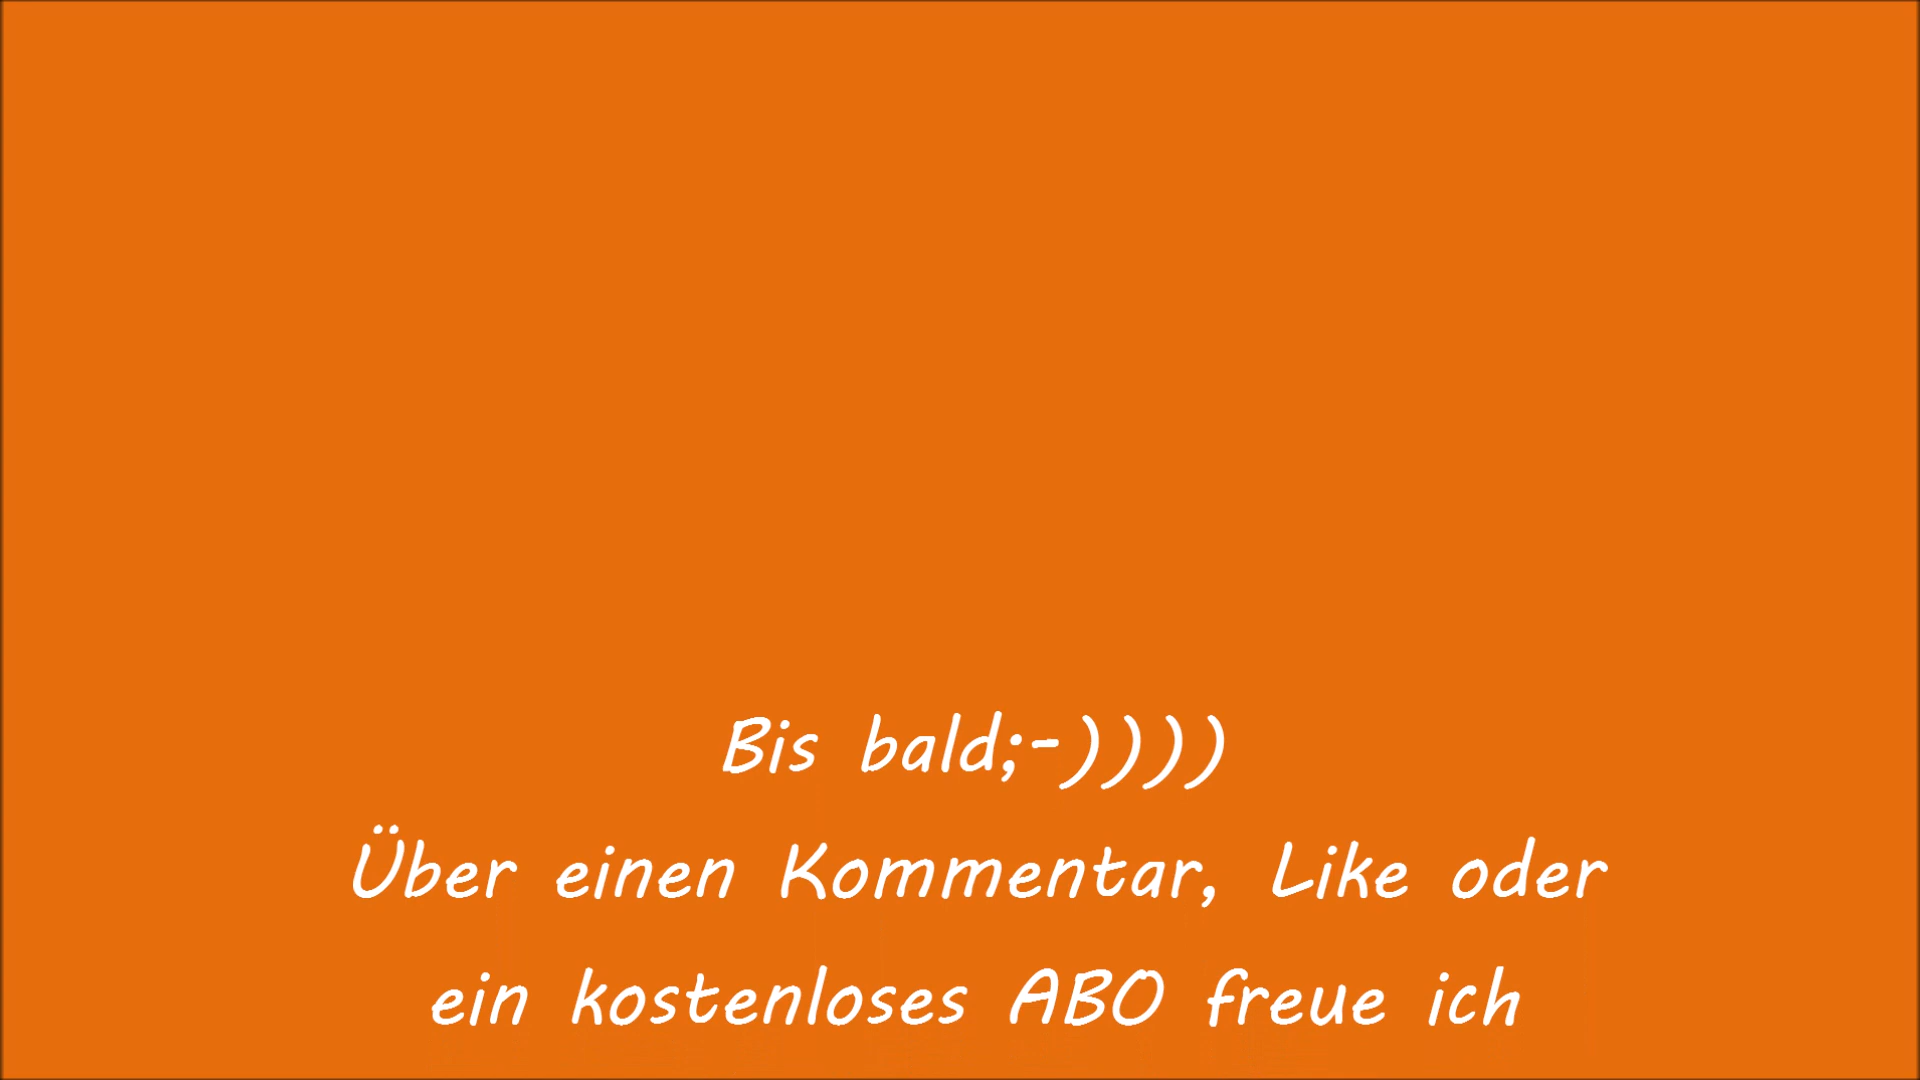 Bis bald;-))))
Über einen Kommentar, Like oder
ein kostenloses ABO freue ich